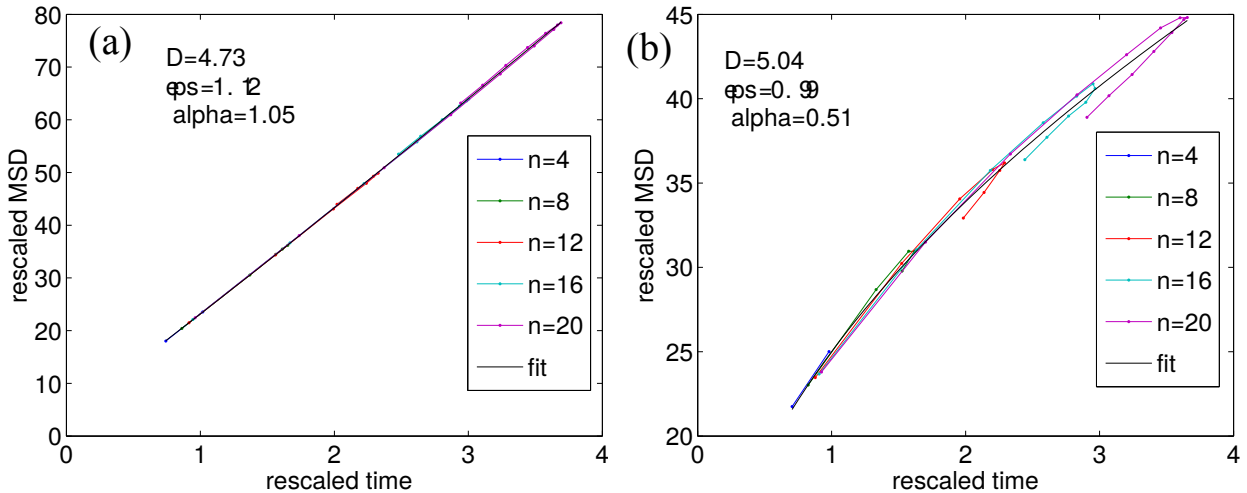 (a)
D=4.73
eps=1.12
alpha=1.05
80
70
60
50
40
30
20
10
0
rescaled MSD
n=4
n=8
n=12
n=16
n=20
fit
0 1 2 3 4
rescaled time
(b)
D=5.04
eps=0.99
alpha=0.51
45
40
35
30
25
20
rescaled MSD
n=4
n=8
n=12
n=16
n=20
fit
0 1 2 3 4
rescaled time